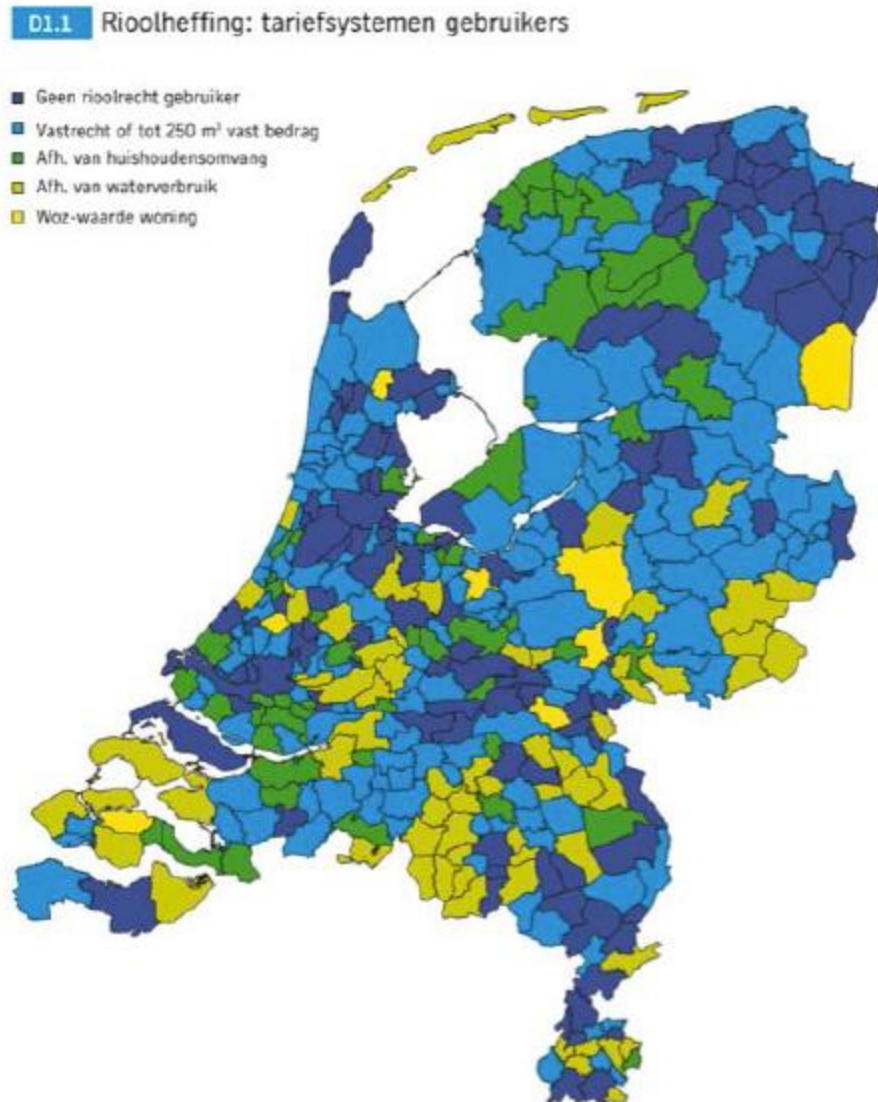 D1.1 Rioolheffing: tariefsystemen gebruikers
Geen rioolrecht gebruiker
Vastrecht of tot 250 m³ vast bedrag
Afh. van huishoudensomvang
Afh. van waterverbruik
Woz-waarde woning